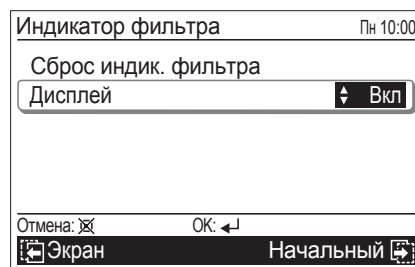 Индикатор фильтра Пн 10:00
Сброс индик. фильтра
Дисплей Вкл
Отмена: OK:
Экран Начальный